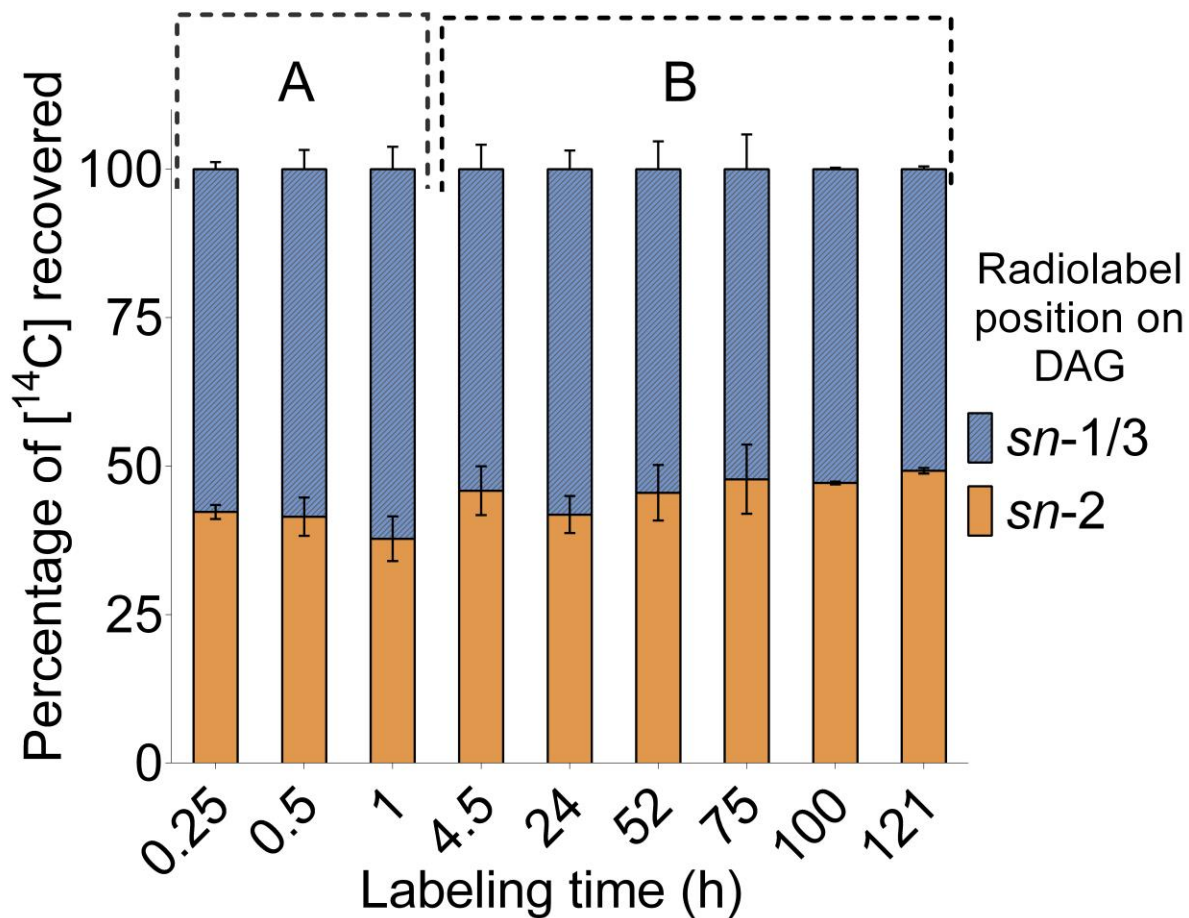 A
B
Percentage of [¹⁴C] recovered
100
75
50
25
0
0.25
0.5
1
4.5
24
52
75
100
121
Labeling time (h)
Radiolabel
position on
DAG
sn-1/3
sn-2